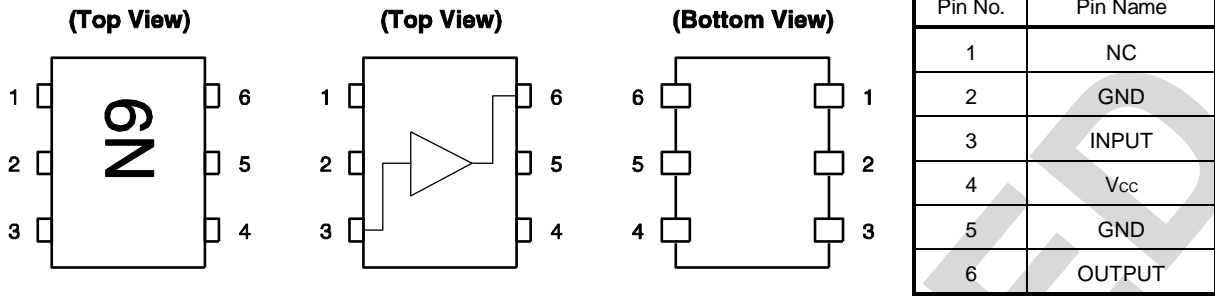 (Top View)
1
2
3
N9
6
5
4
(Top View)
1
2
3
6
5
4
(Bottom View)
6
5
4
1
2
3
Pin No. Pin Name
1 NC
2 GND
3 INPUT
4 VCC
5 GND
6 OUTPUT